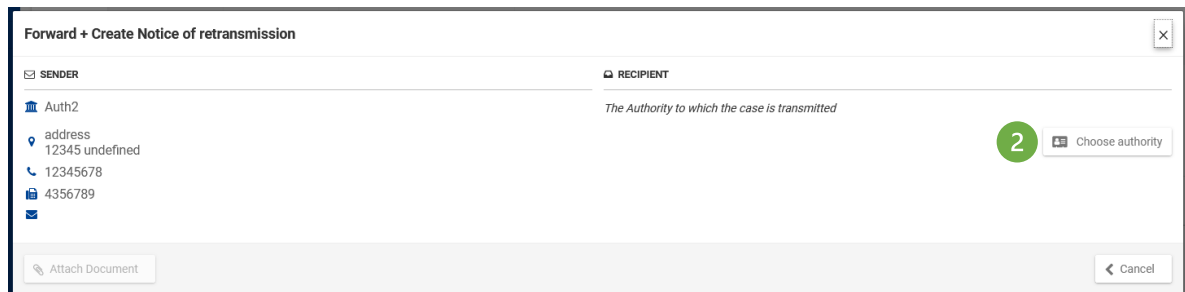 Forward + Create Notice of retransmission
SENDER
Auth2
address
12345 undefined
12345678
4356789
RECIPIENT
The Authority to which the case is transmitted
2
Choose authority
Attach Document
Cancel